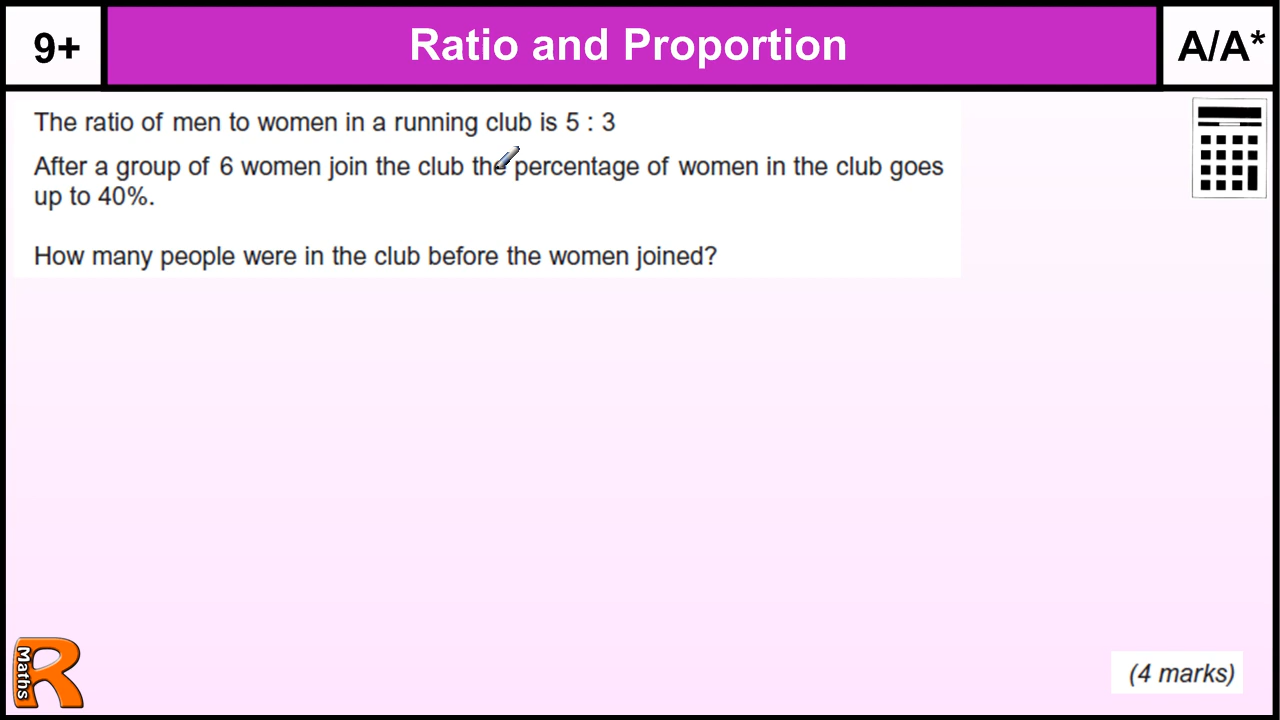 9+
Ratio and Proportion
A/A*
The ratio of men to women in a running club is 5 : 3
After a group of 6 women join the club the percentage of women in the club goes
up to 40%.
How many people were in the club before the women joined?
R
Maths
(4 marks)